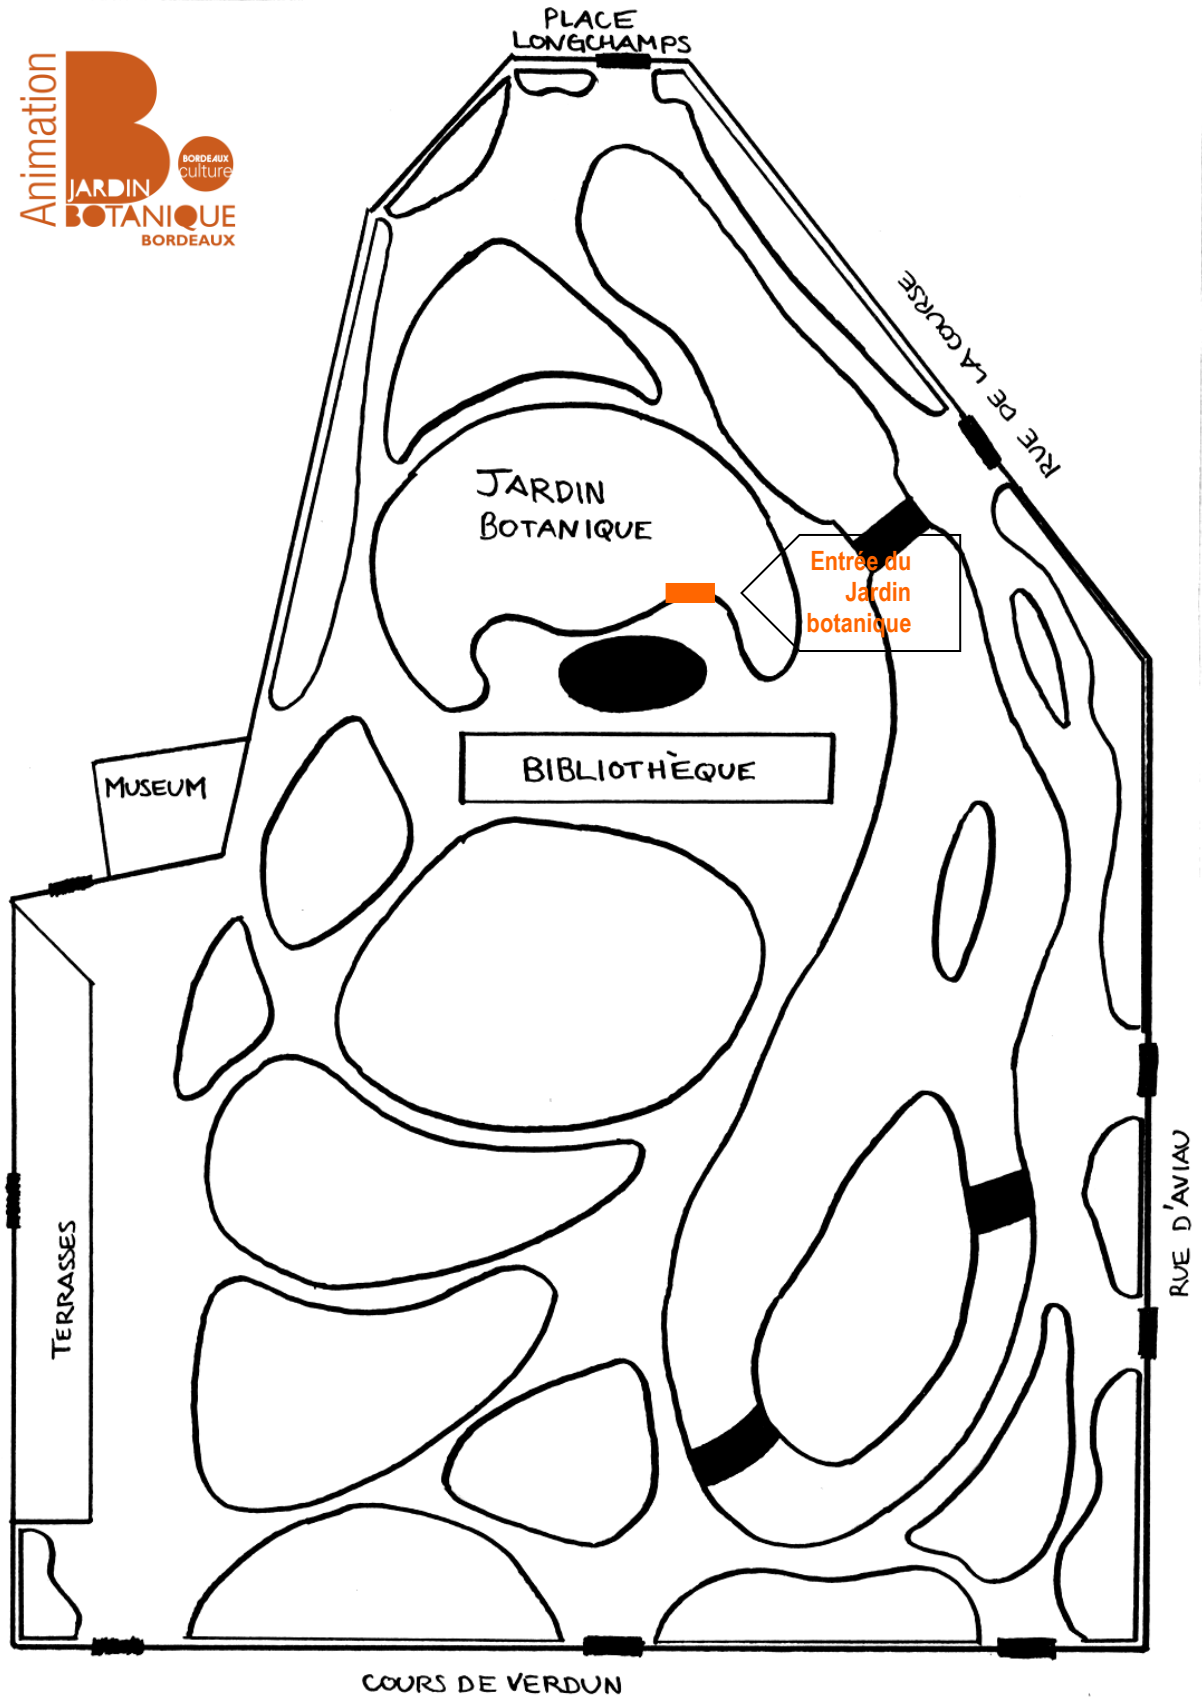 PLACE
LONGCHAMPS
Animation
B
BORDEAUX
culture
JARDIN
BOTANIQUE
BORDEAUX
RUE DE LA COURSE
JARDIN
BOTANIQUE
Entrée du
Jardin
botanique
BIBLIOTHÈQUE
MUSEUM
TERRASSES
RUE D'AVIAU
COURS DE VERDUN